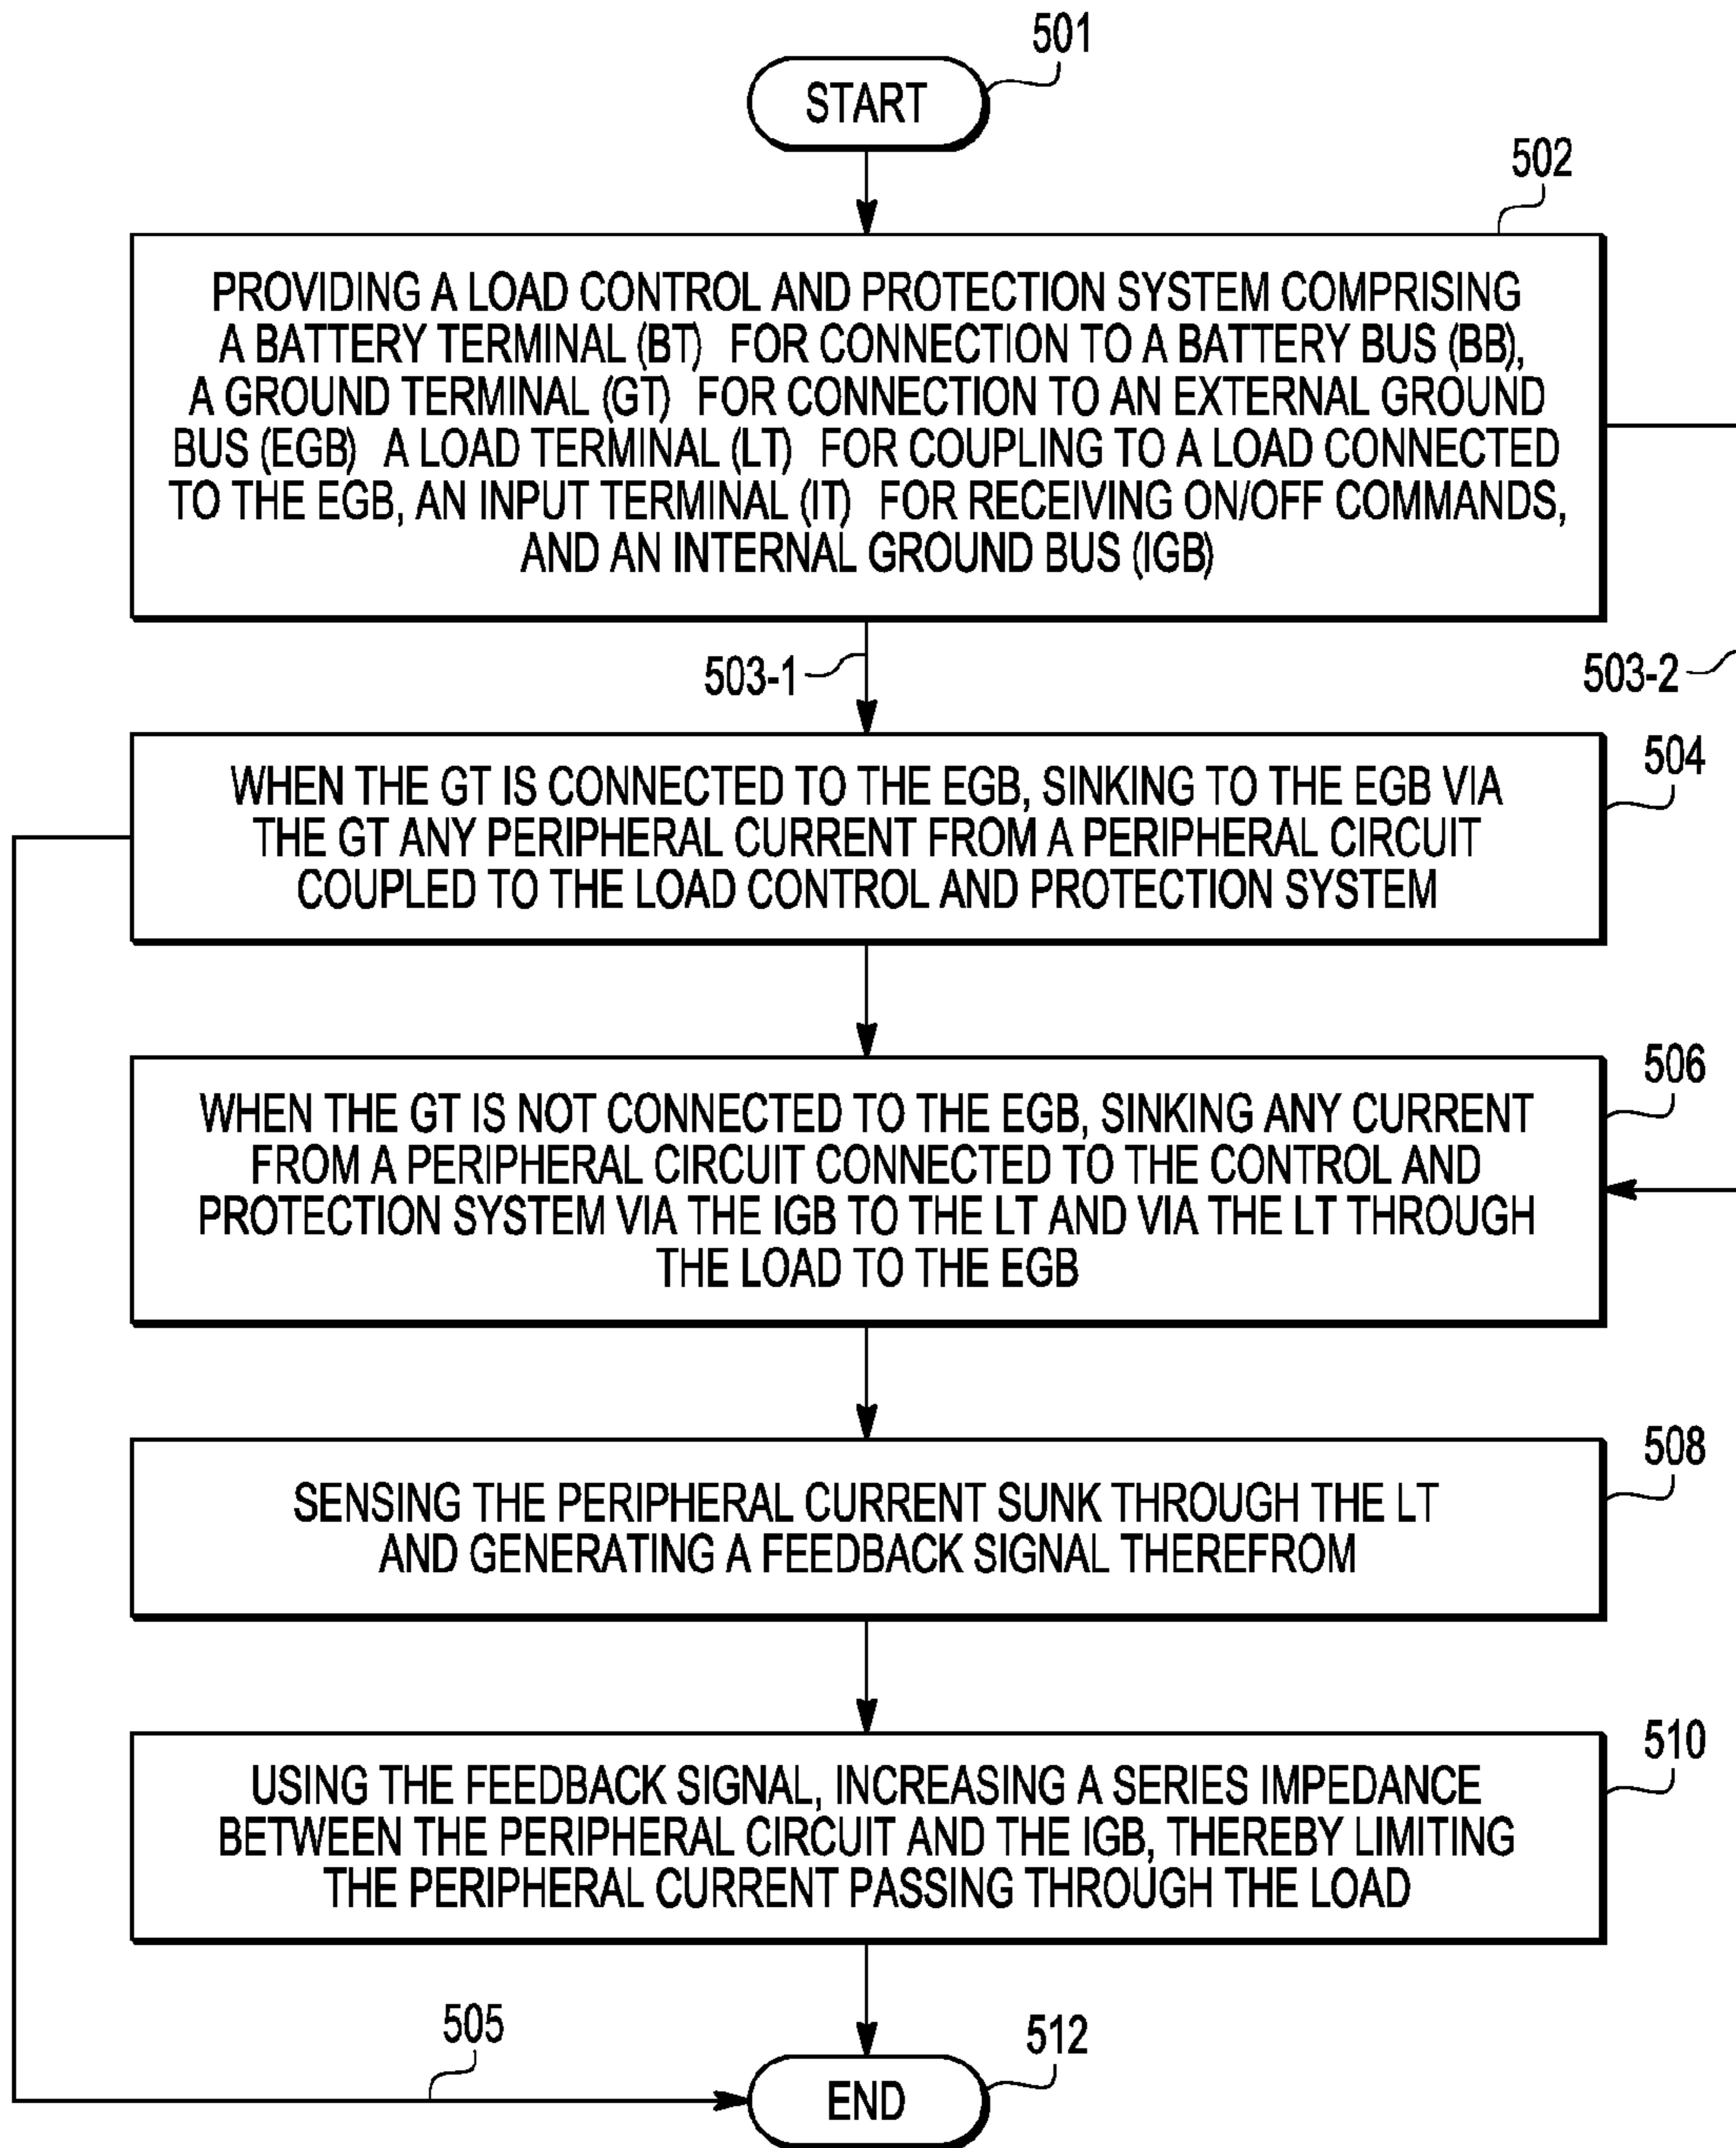 501
START
502
PROVIDING A LOAD CONTROL AND PROTECTION SYSTEM COMPRISING
A BATTERY TERMINAL (BT) FOR CONNECTION TO A BATTERY BUS (BB),
A GROUND TERMINAL (GT) FOR CONNECTION TO AN EXTERNAL GROUND
BUS (EGB) A LOAD TERMINAL (LT) FOR COUPLING TO A LOAD CONNECTED
TO THE EGB, AN INPUT TERMINAL (IT) FOR RECEIVING ON/OFF COMMANDS,
AND AN INTERNAL GROUND BUS (IGB)
503-1
503-2
504
WHEN THE GT IS CONNECTED TO THE EGB, SINKING TO THE EGB VIA
THE GT ANY PERIPHERAL CURRENT FROM A PERIPHERAL CIRCUIT
COUPLED TO THE LOAD CONTROL AND PROTECTION SYSTEM
506
WHEN THE GT IS NOT CONNECTED TO THE EGB, SINKING ANY CURRENT
FROM A PERIPHERAL CIRCUIT CONNECTED TO THE CONTROL AND
PROTECTION SYSTEM VIA THE IGB TO THE LT AND VIA THE LT THROUGH
THE LOAD TO THE EGB
508
SENSING THE PERIPHERAL CURRENT SUNK THROUGH THE LT
AND GENERATING A FEEDBACK SIGNAL THEREFROM
510
USING THE FEEDBACK SIGNAL, INCREASING A SERIES IMPEDANCE
BETWEEN THE PERIPHERAL CIRCUIT AND THE IGB, THEREBY LIMITING
THE PERIPHERAL CURRENT PASSING THROUGH THE LOAD
505
512
END